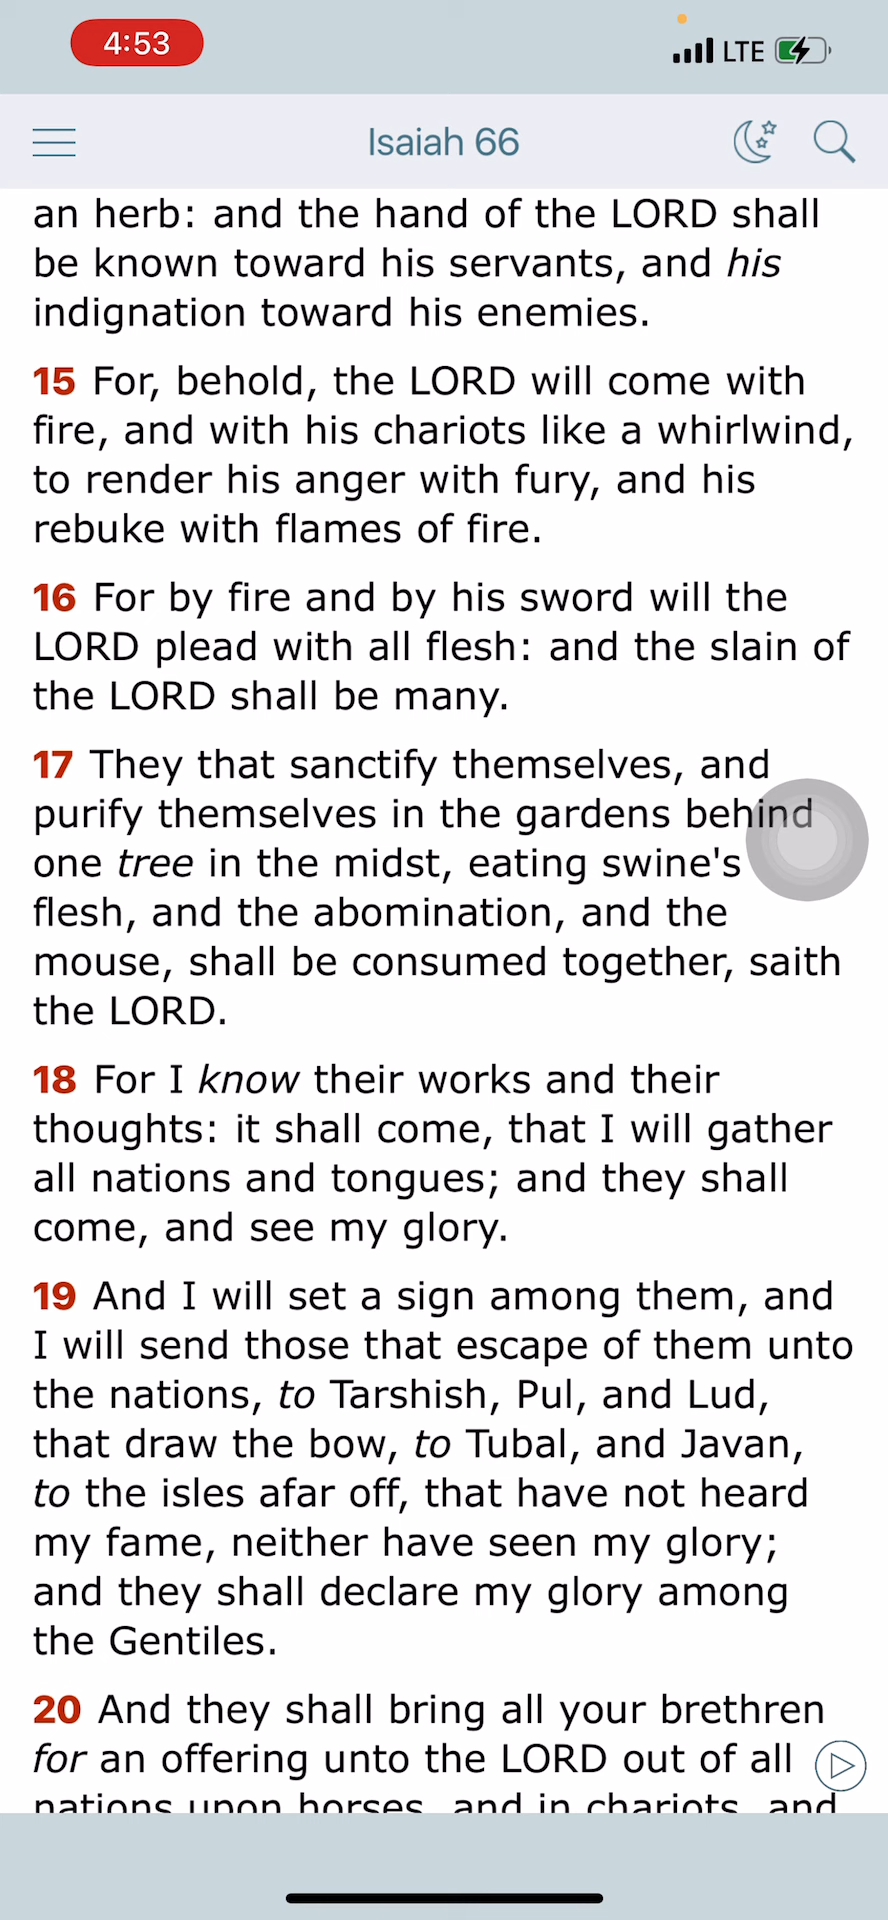 4:53
LTE
Isaiah 66
an herb: and the hand of the LORD shall
be known toward his servants, and his
indignation toward his enemies.
15 For, behold, the LORD will come with
fire, and with his chariots like a whirlwind,
to render his anger with fury, and his
rebuke with flames of fire.
16 For by fire and by his sword will the
LORD plead with all flesh: and the slain of
the LORD shall be many.
17 They that sanctify themselves, and
purify themselves in the gardens behind
one tree in the midst, eating swine's
flesh, and the abomination, and the
mouse, shall be consumed together, saith
the LORD.
18 For I know their works and their
thoughts: it shall come, that I will gather
all nations and tongues; and they shall
come, and see my glory.
19 And I will set a sign among them, and
I will send those that escape of them unto
the nations, to Tarshish, Pul, and Lud,
that draw the bow, to Tubal, and Javan,
to the isles afar off, that have not heard
my fame, neither have seen my glory;
and they shall declare my glory among
the Gentiles.
20 And they shall bring all your brethren
for an offering unto the LORD out of all
nations upon horses, and in chariots, and